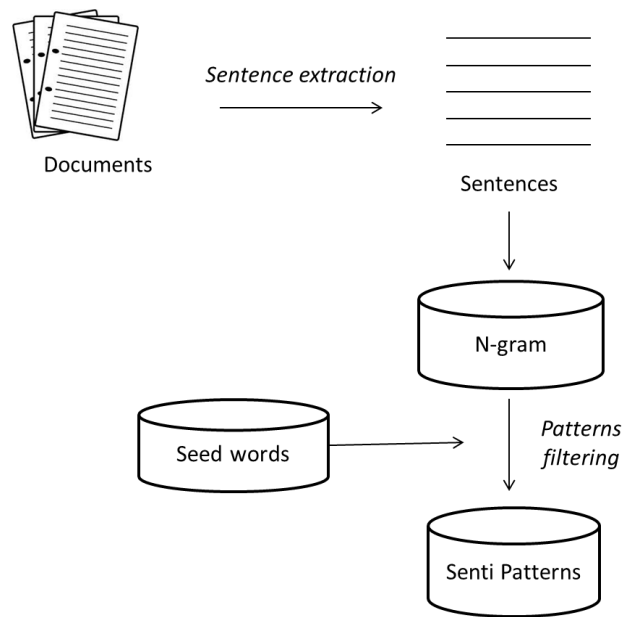 Sentence extraction
Documents
Sentences
N-gram
Seed words
Patterns
filtering
Senti Patterns